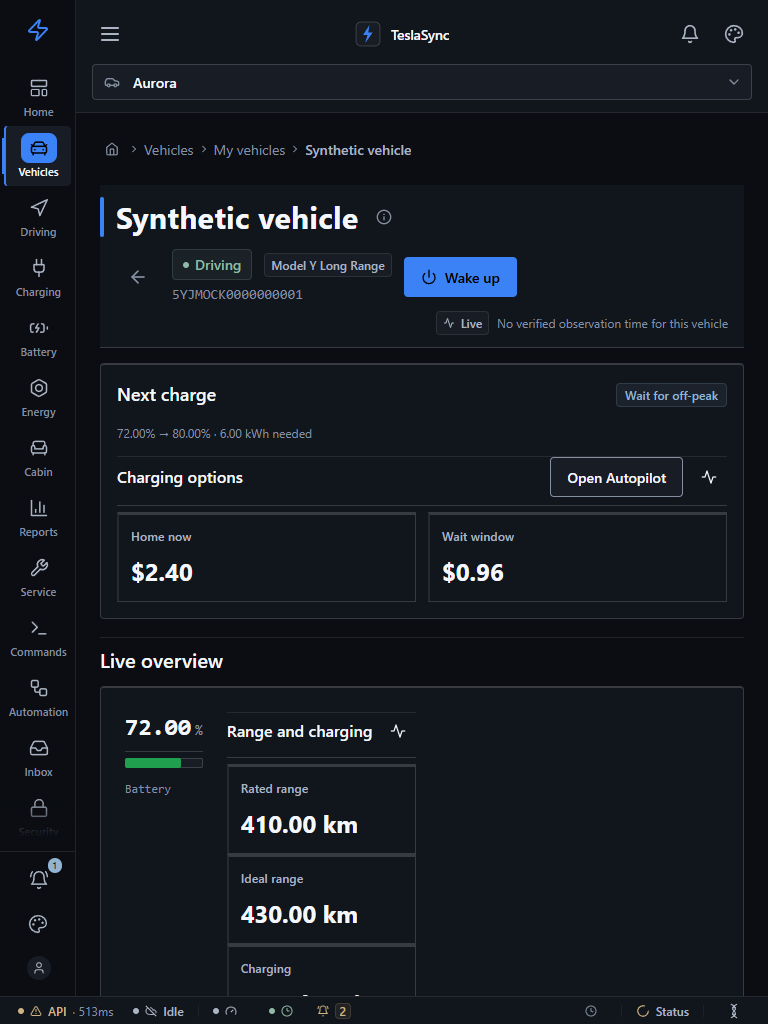 TeslaSync
Aurora
Home
Vehicles
Driving
Charging
Battery
Energy
Cabin
Reports
Service
Commands
Automation
Inbox
Security
1
Vehicles > My vehicles > Synthetic vehicle
Synthetic vehicle
Driving
Model Y Long Range
5YJMOCK0000000001
Wake up
Live
No verified observation time for this vehicle
Next charge
Wait for off-peak
72.00% → 80.00% · 6.00 kWh needed
Charging options
Open Autopilot
Home now
$2.40
Wait window
$0.96
Live overview
72.00%
Battery
Range and charging
Rated range
410.00 km
Ideal range
430.00 km
Charging
API · 513ms
Idle
2
Status